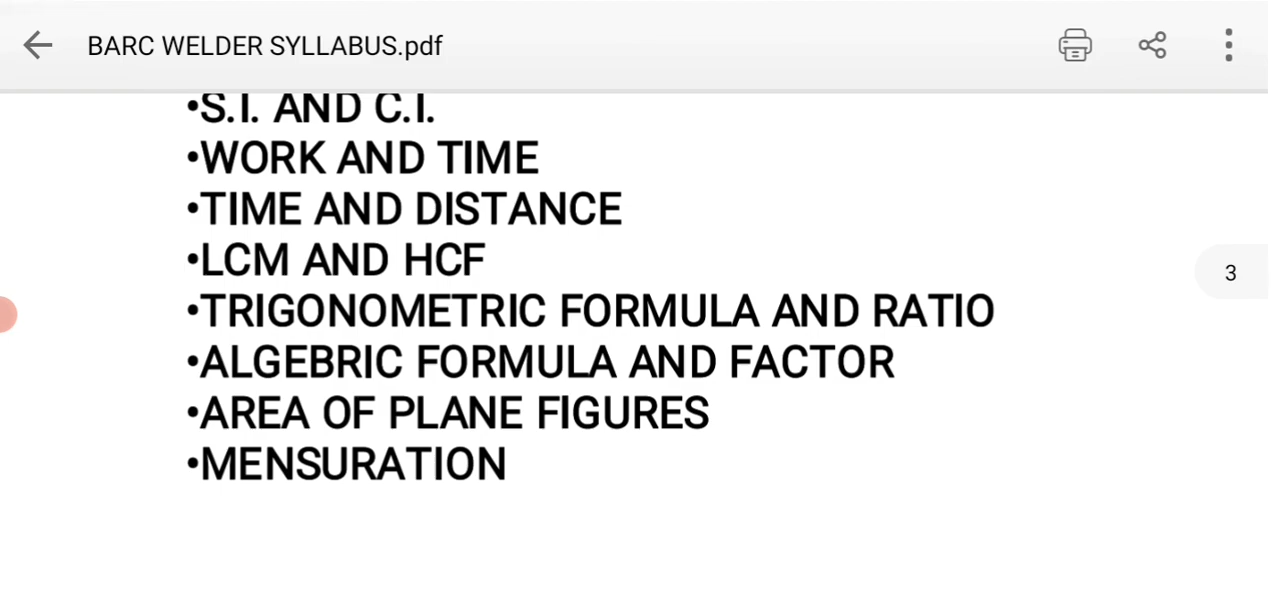 BARC WELDER SYLLABUS.pdf
•S.I. AND C.I.
•WORK AND TIME
•TIME AND DISTANCE
•LCM AND HCF
3
•TRIGONOMETRIC FORMULA AND RATIO
•ALGEBRIC FORMULA AND FACTOR
•AREA OF PLANE FIGURES
•MENSURATION